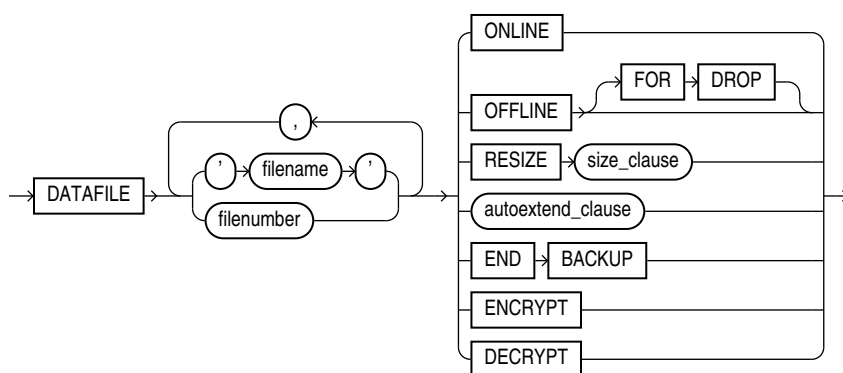 ONLINE
FOR DROP
OFFLINE
,
' filename '
RESIZE size_clause
DATAFILE
filenumber
autoextend_clause
END BACKUP
ENCRYPT
DECRYPT